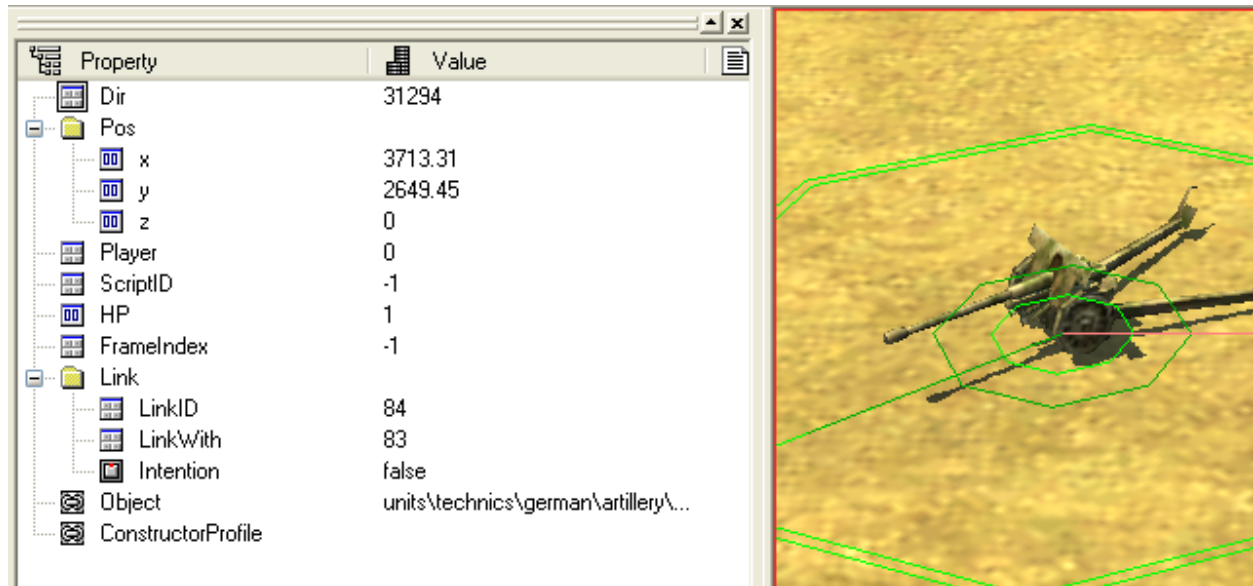 Property Value
Dir 31294
Pos
x 3713.31
y 2649.45
z 0
Player 0
ScriptID -1
HP 1
FrameIndex -1
Link
LinkID 84
LinkWith 83
Intention false
Object units\technics\german\artillery\...
ConstructorProfile